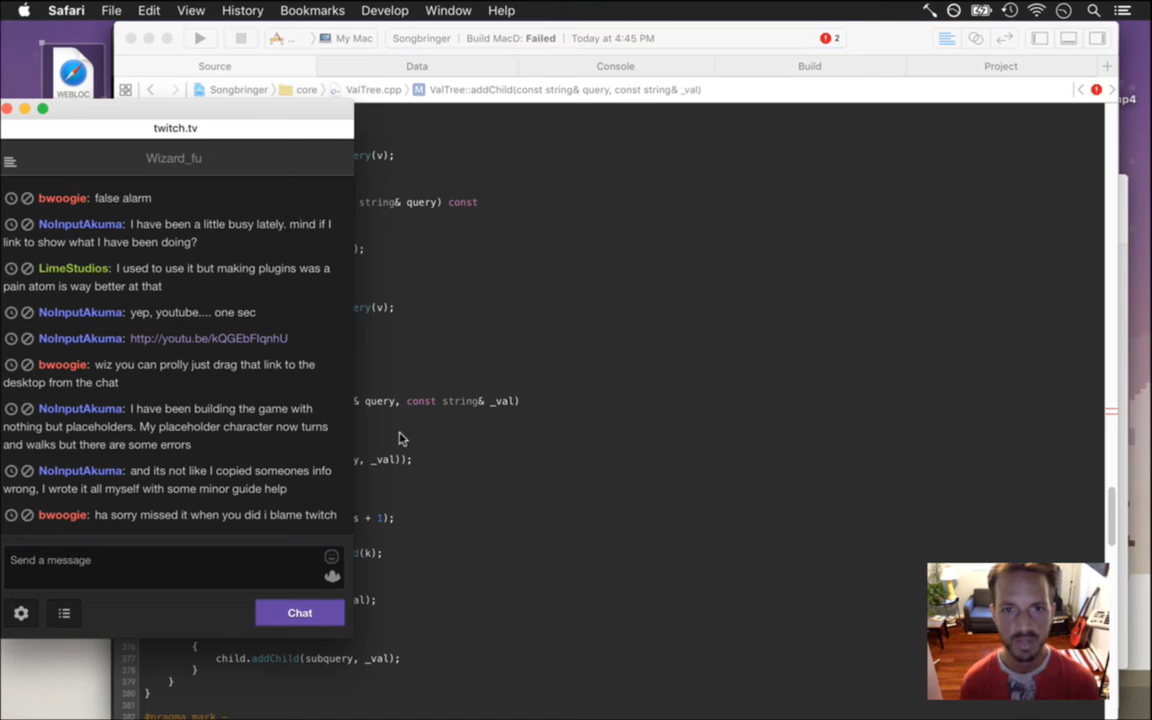 Safari File Edit View History Bookmarks Develop Window Help
... My Mac Songbringer Build MacD: Failed Today at 4:45 PM 2
Source Data Console Build Project
WEBLOC
Songbringer core ValTree.cpp M ValTree::addChild(const string& query, const string& _val)
p4
twitch.tv
Wizard_fu
ery(v);
bwoogie: false alarm
string& query) const
NoInputAkuma: I have been a little busy lately. mind if I
link to show what I have been doing?
);
LimeStudios: I used to use it but making plugins was a
pain atom is way better at that
ery(v);
NoInputAkuma: yep, youtube.... one sec
NoInputAkuma: http://youtu.be/kQGEbFIqnhU
bwoogie: wiz you can prolly just drag that link to the
desktop from the chat
& query, const string& _val)
NoInputAkuma: I have been building the game with
nothing but placeholders. My placeholder character now turns
and walks but there are some errors
y, _val));
NoInputAkuma: and its not like I copied someones info
wrong, I wrote it all myself with some minor guide help
bwoogie: ha sorry missed it when you did i blame twitch
s + 1);
d(k);
Send a message
al);
Chat
376 {
377 child.addChild(subquery, _val);
378 }
379 }
380 }
381
382 #pragma mark –